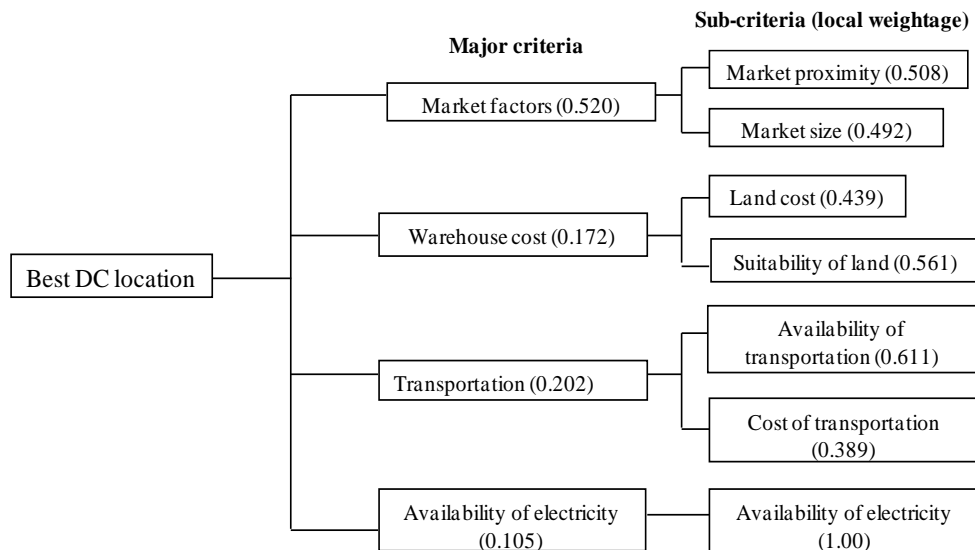 Sub-criteria (local weightage)
Major criteria
Market proximity (0.508)
Market factors (0.520)
Market size (0.492)
Land cost (0.439)
Warehouse cost (0.172)
Suitability of land (0.561)
Best DC location
Availability of
transportation (0.611)
Transportation (0.202)
Cost of transportation
(0.389)
Availability of electricity
(0.105)
Availability of electricity
(1.00)